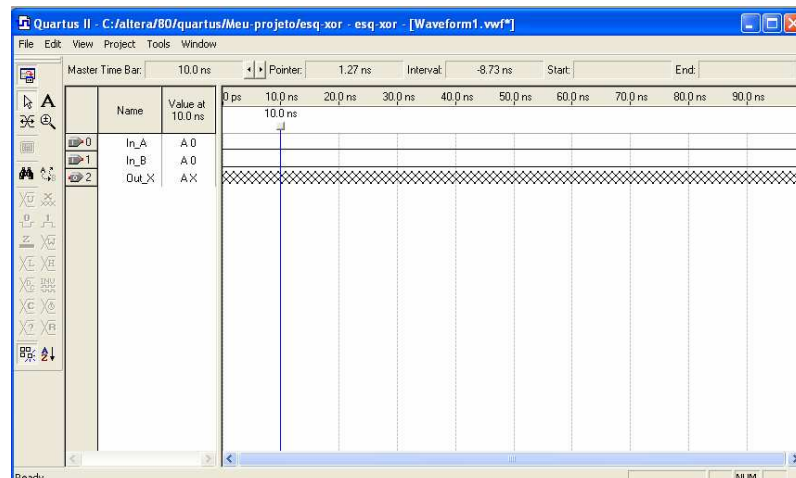 Quartus II - C:/altera/80/quartus/Meu-projeto/esq-xor - esq-xor - [Waveform1.vwf*]
File Edit View Project Tools Window
Master Time Bar: 10.0 ns Pointer: 1.27 ns Interval: -8.73 ns Start: End:
Name Value at 10.0 ns
0 ps 10.0 ns 20.0 ns 30.0 ns 40.0 ns 50.0 ns 60.0 ns 70.0 ns 80.0 ns 90.0 ns
10.0 ns
0 In_A A 0
1 In_B A 0
2 Out_X A X
Ready NUM